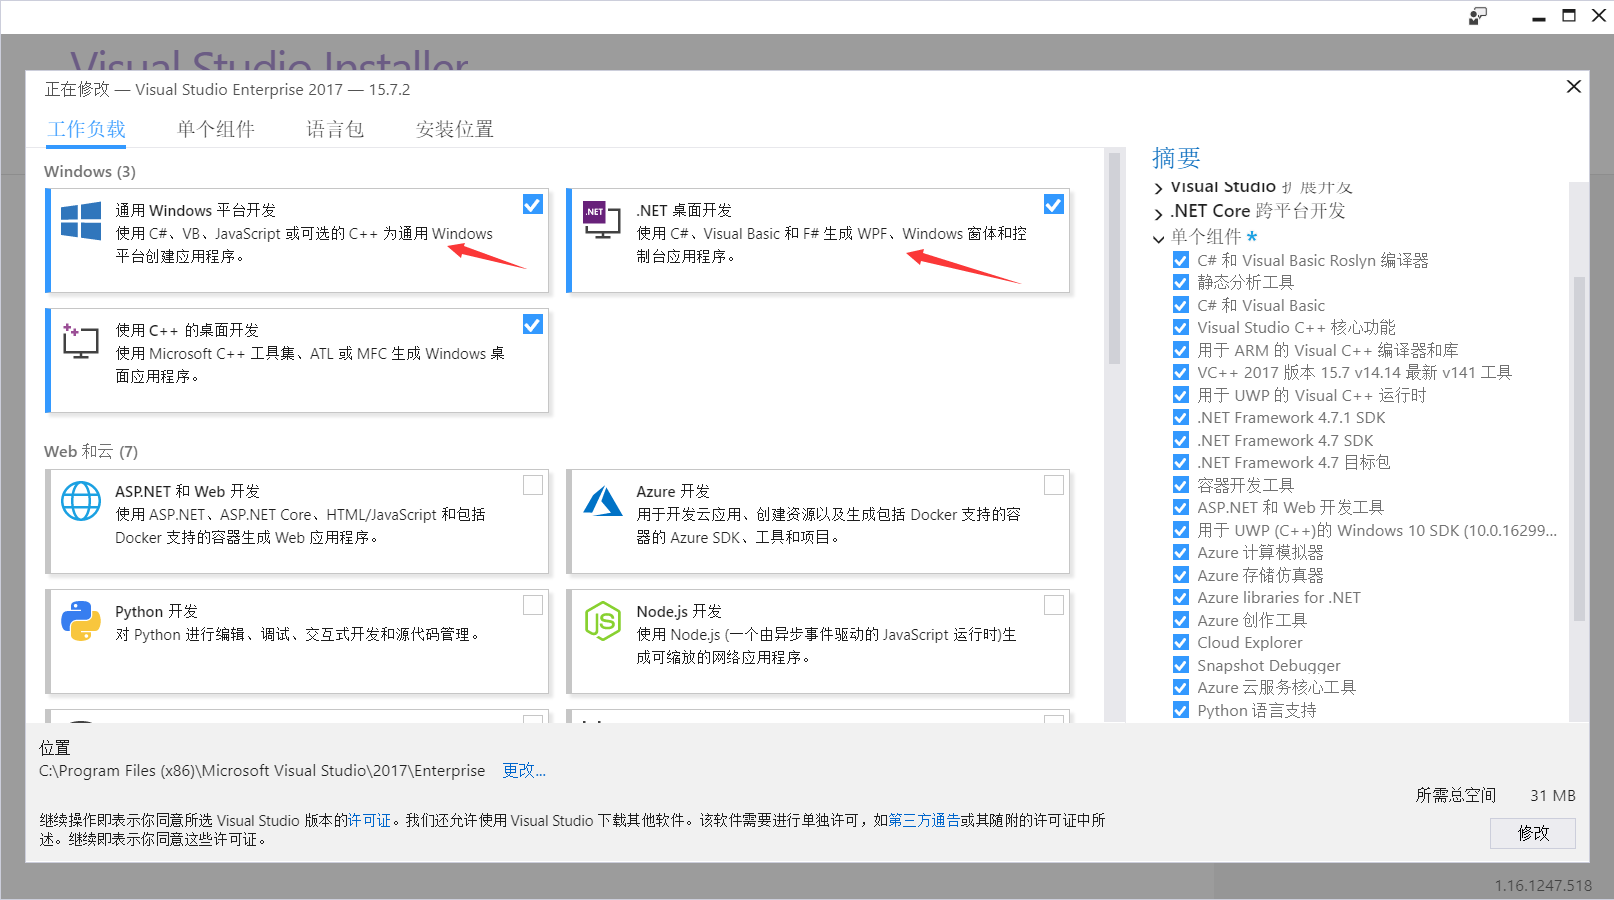 Visual Studio Installer
正在修改 — Visual Studio Enterprise 2017 — 15.7.2
工作负载
单个组件
语言包
安装位置
Windows (3)
通用 Windows 平台开发
使用 C#、VB、JavaScript 或可选的 C++ 为通用 Windows
平台创建应用程序。
.NET
.NET 桌面开发
使用 C#、Visual Basic 和 F# 生成 WPF、Windows 窗体和控
制台应用程序。
使用 C++ 的桌面开发
使用 Microsoft C++ 工具集、ATL 或 MFC 生成 Windows 桌
面应用程序。
Web 和云 (7)
ASP.NET 和 Web 开发
使用 ASP.NET、ASP.NET Core、HTML/JavaScript 和包括
Docker 支持的容器生成 Web 应用程序。
Azure 开发
用于开发云应用、创建资源以及生成包括 Docker 支持的容
器的 Azure SDK、工具和项目。
Python 开发
对 Python 进行编辑、调试、交互式开发和源代码管理。
JS
Node.js 开发
使用 Node.js (一个由异步事件驱动的 JavaScript 运行时)生
成可缩放的网络应用程序。
摘要
Visual Studio 扩展开发
.NET Core 跨平台开发
单个组件 *
C# 和 Visual Basic Roslyn 编译器
静态分析工具
C# 和 Visual Basic
Visual Studio C++ 核心功能
用于 ARM 的 Visual C++ 编译器和库
VC++ 2017 版本 15.7 v14.14 最新 v141 工具
用于 UWP 的 Visual C++ 运行时
.NET Framework 4.7.1 SDK
.NET Framework 4.7 SDK
.NET Framework 4.7 目标包
容器开发工具
ASP.NET 和 Web 开发工具
用于 UWP (C++)的 Windows 10 SDK (10.0.16299...
Azure 计算模拟器
Azure 存储仿真器
Azure libraries for .NET
Azure 创作工具
Cloud Explorer
Snapshot Debugger
Azure 云服务核心工具
Python 语言支持
位置
C:\Program Files (x86)\Microsoft Visual Studio\2017\Enterprise 更改...
所需总空间 31 MB
继续操作即表示你同意所选 Visual Studio 版本的许可证。我们还允许使用 Visual Studio 下载其他软件。该软件需要进行单独许可，如第三方通告或其随附的许可证中所
述。继续即表示你同意这些许可证。
修改
1.16.1247.518